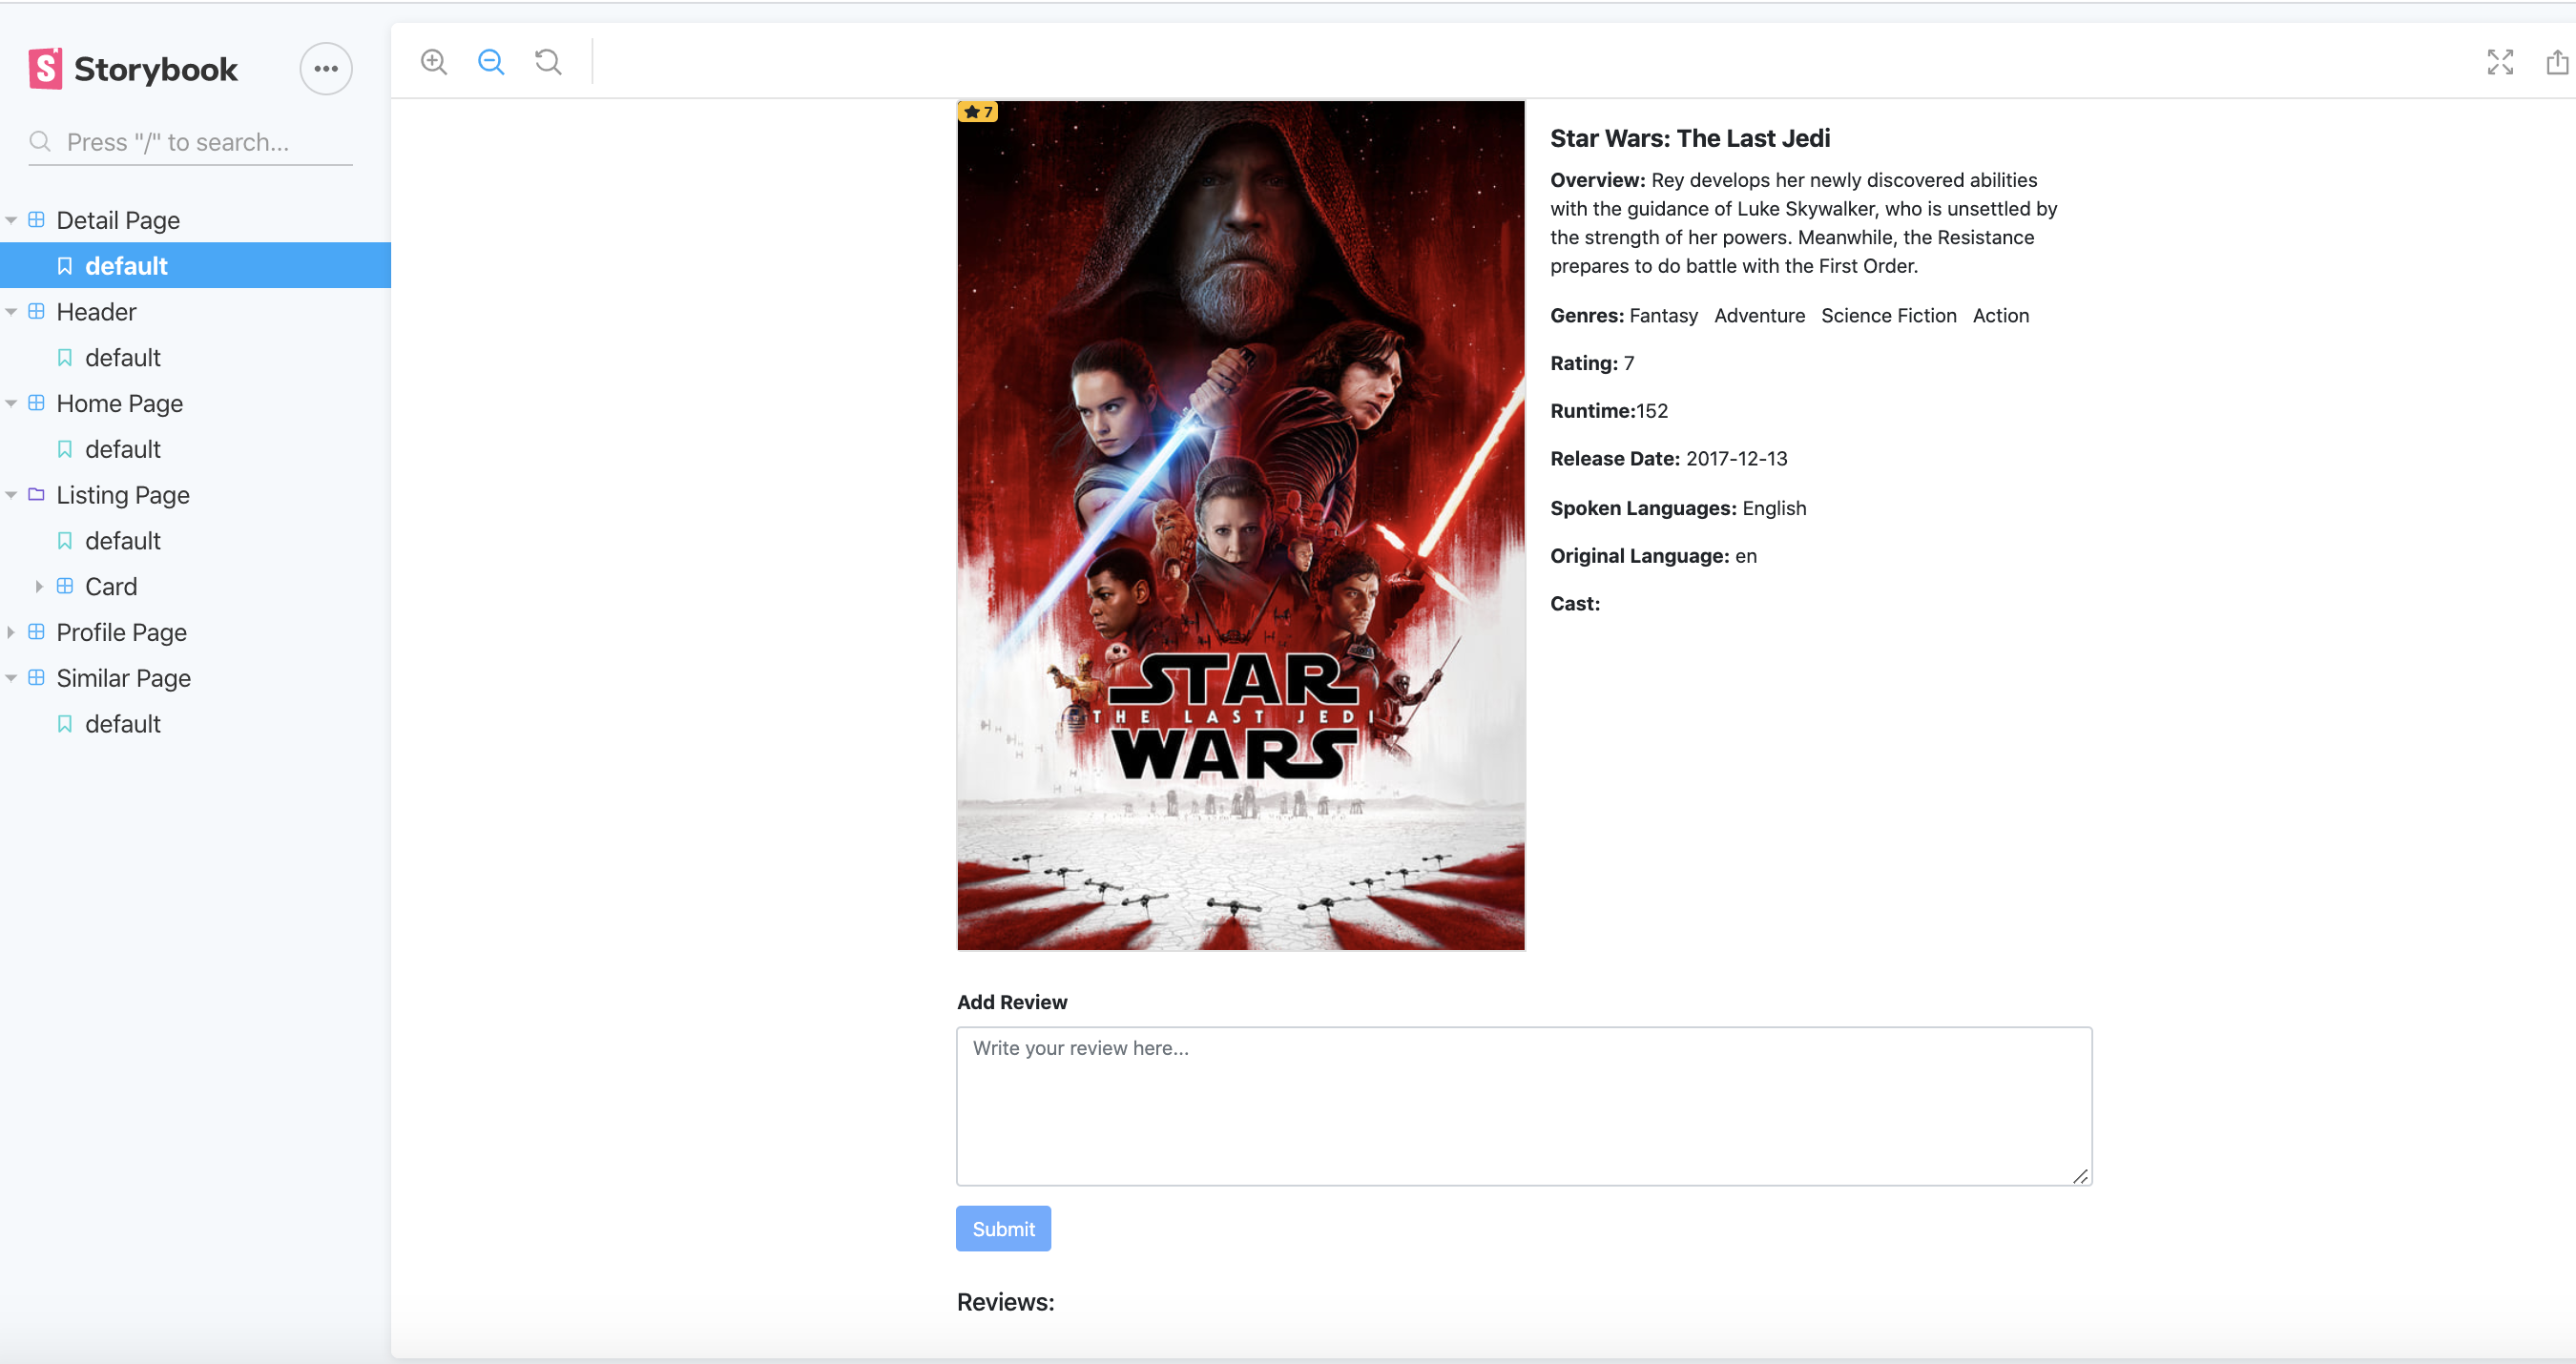 Storybook
Press "/" to search...
Detail Page
default
Header
default
Home Page
default
Listing Page
default
Card
Profile Page
Similar Page
default
7
STAR
THE LAST JEDI
WARS
Star Wars: The Last Jedi
Overview: Rey develops her newly discovered abilities
with the guidance of Luke Skywalker, who is unsettled by
the strength of her powers. Meanwhile, the Resistance
prepares to do battle with the First Order.
Genres: Fantasy Adventure Science Fiction Action
Rating: 7
Runtime:152
Release Date: 2017-12-13
Spoken Languages: English
Original Language: en
Cast:
Add Review
Write your review here...
Submit
Reviews: